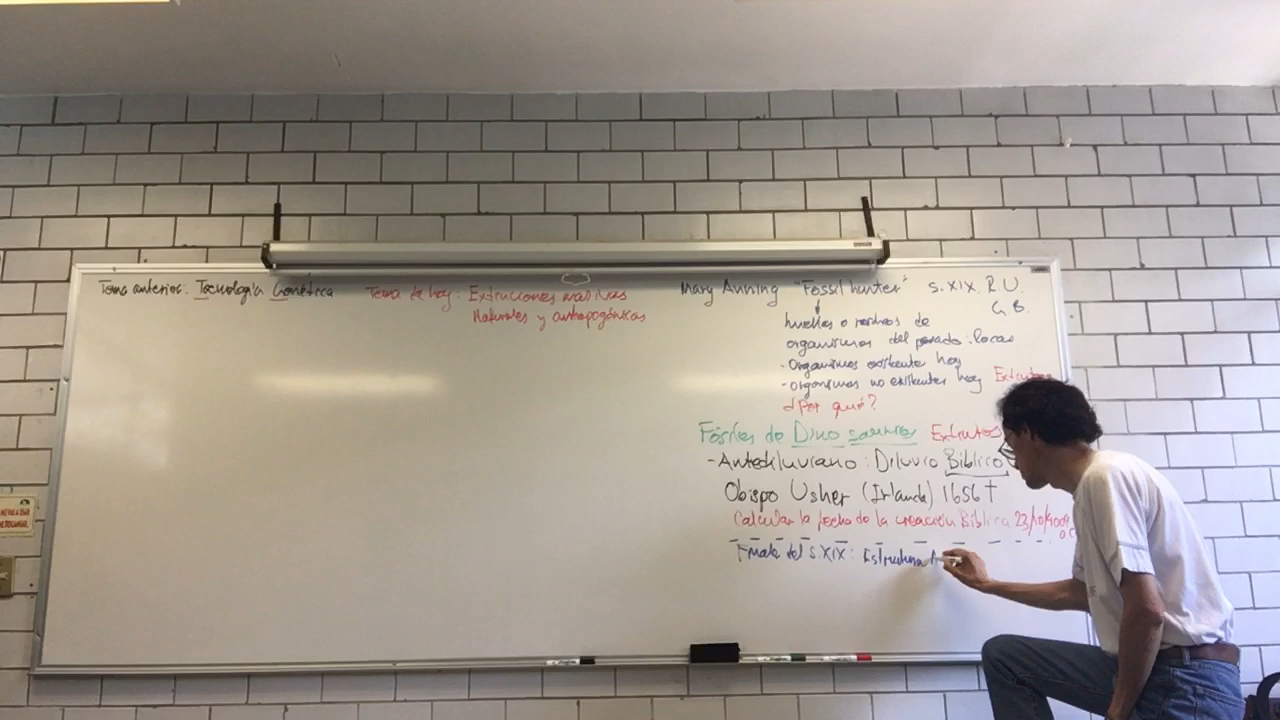 Tema anterior: Tecnología Genética
Tema de hoy: Extinciones masivas
Naturales y antropogénicas
Mary Anning "Fossil hunter" s. XIX R.U.
G.B.
huellas o rastros de
organismos del pasado: rocas
- Organismos existentes hoy
- organismos no existentes hoy
¿Por qué?
Fósiles de Dinosaurios Extintos
- Antediluviano: Diluvio Bíblico
Obispo Usher (Irlanda) 1656 †
Calcular la fecha de la creación Bíblica 23/10/4004
a.C.
Finales del s. XIX: Estructura